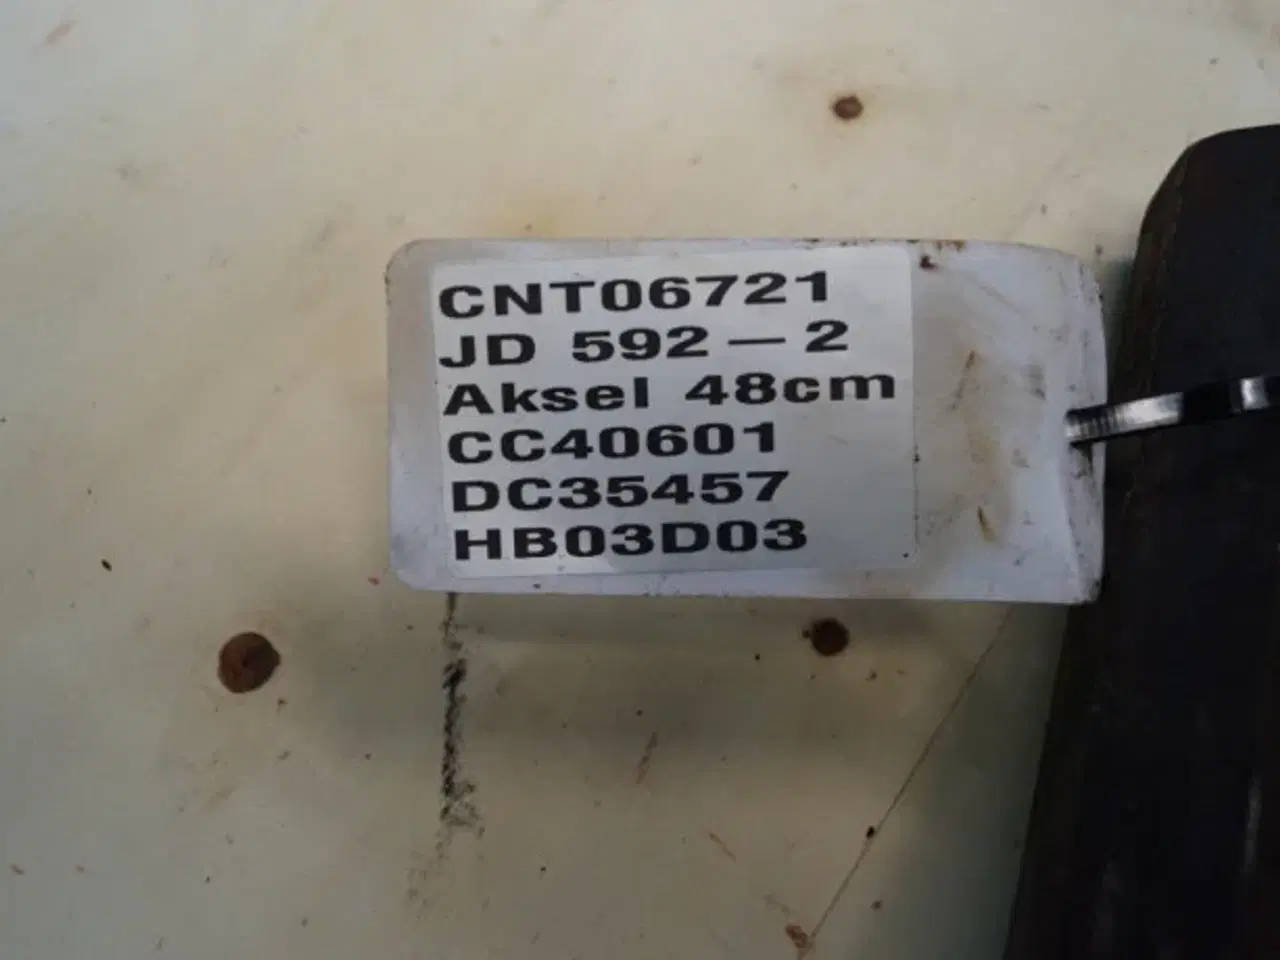 CNT06721
JD 592 - 2
Aksel 48cm
CC40601
DC35457
HB03D03